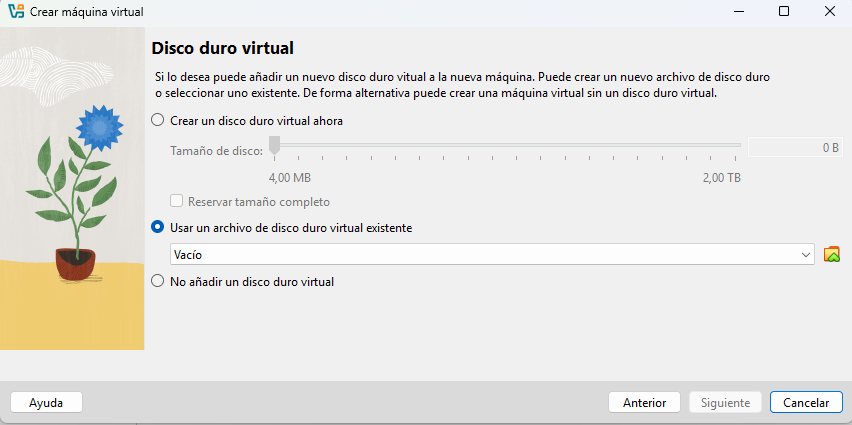 Crear máquina virtual
Disco duro virtual
Si lo desea puede añadir un nuevo disco duro vitual a la nueva máquina. Puede crear un nuevo archivo de disco duro
o seleccionar uno existente. De forma alternativa puede crear una máquina virtual sin un disco duro virtual.
Crear un disco duro virtual ahora
Tamaño de disco:
0 B
4,00 MB
2,00 TB
Reservar tamaño completo
Usar un archivo de disco duro virtual existente
Vacío
No añadir un disco duro virtual
Ayuda
Anterior
Siguiente
Cancelar